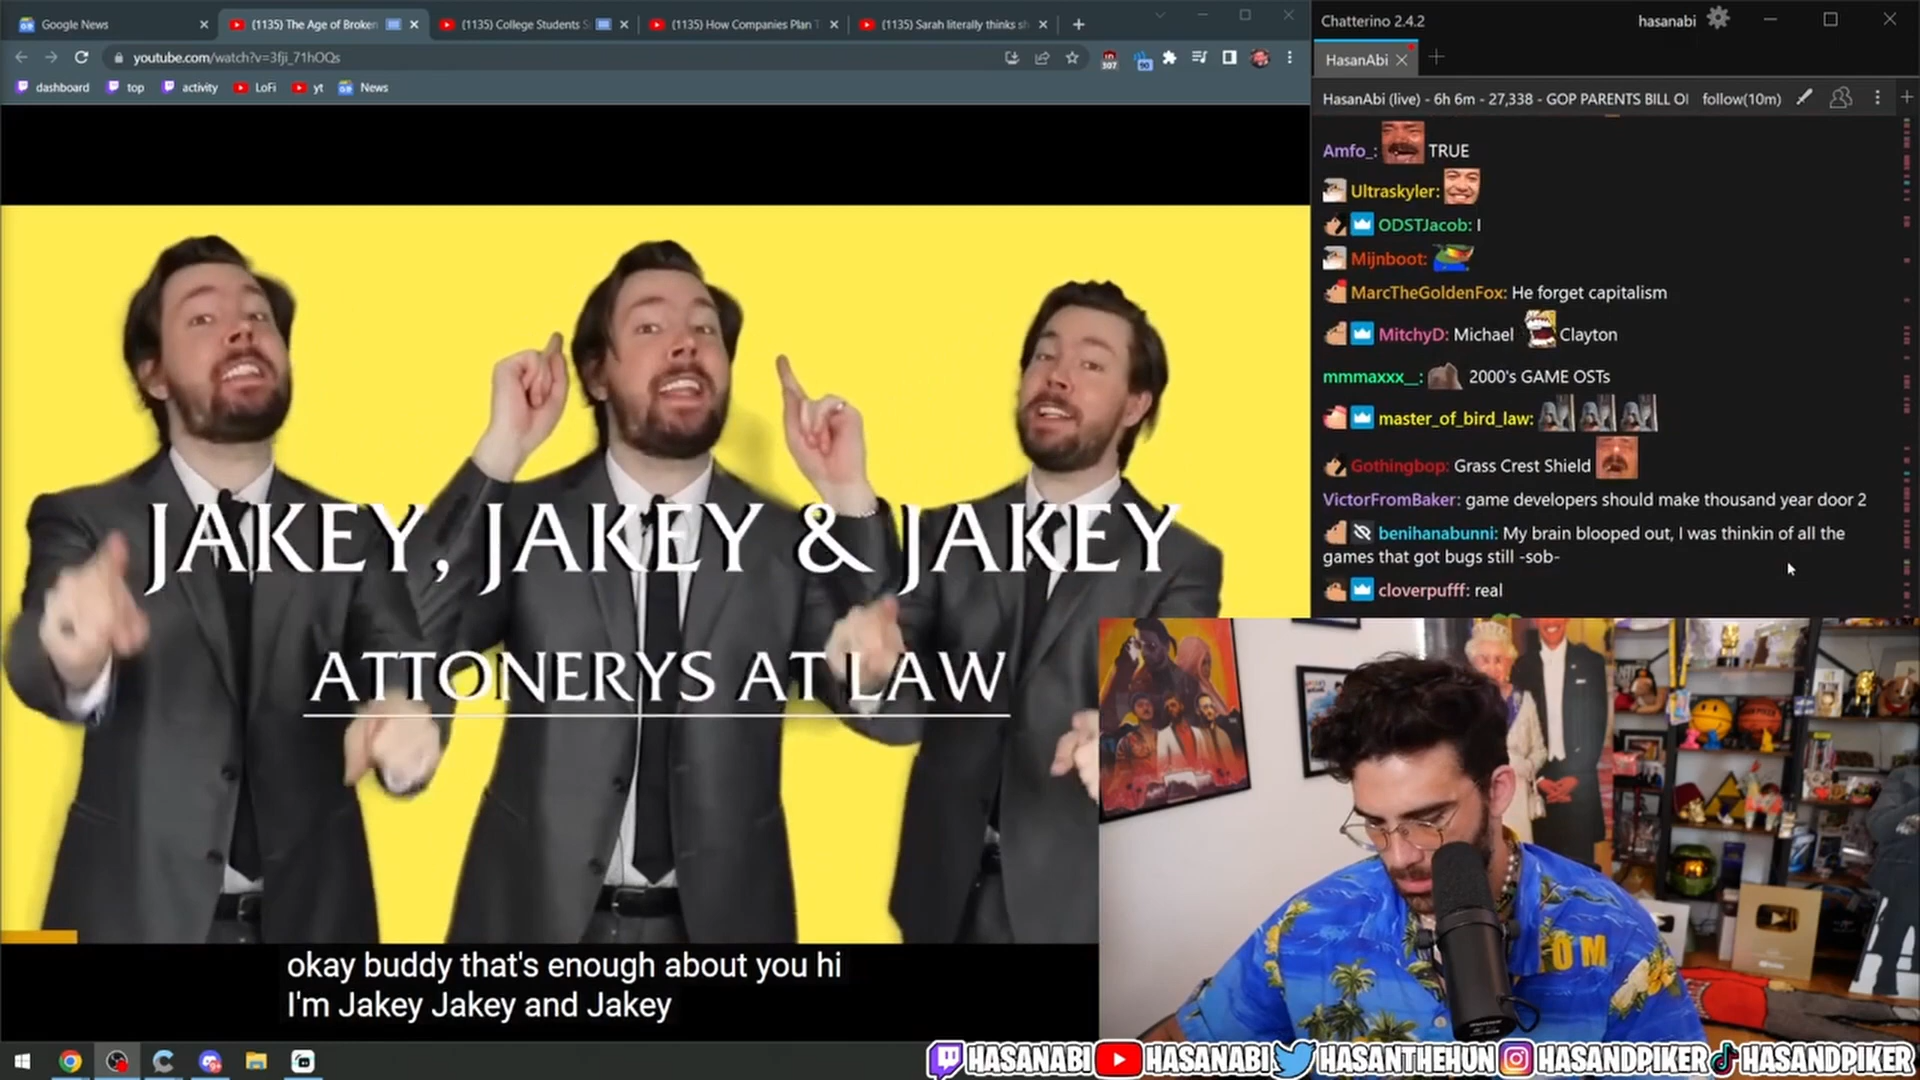 Google News
(1135) The Age of Broken
(1135) College Students S
(1135) How Companies Plan T
(1135) Sarah literally thinks sh
youtube.com/watch?v=3fji_71hOQs
307
90
dashboard
top
activity
LoFi
yt
News
JAKEY, JAKEY & JAKEY
ATTONERYS AT LAW
okay buddy that's enough about you hi
I'm Jakey Jakey and Jakey
Chatterino 2.4.2
hasanabi
HasanAbi
HasanAbi (live) - 6h 6m - 27,338 - GOP PARENTS BILL OI
follow(10m)
Amfo_: TRUE
Ultraskyler:
ODSTJacob: I
Mijnboot:
MarcTheGoldenFox: He forget capitalism
MitchyD: Michael Clayton
mmmaxxx__: 2000's GAME OSTs
master_of_bird_law:
Gothingbop: Grass Crest Shield
VictorFromBaker: game developers should make thousand year door 2
benihanabunni: My brain blooped out, I was thinkin of all the
games that got bugs still -sob-
cloverpufff: real
HASANABI HASANABI HASANTHEHUN HASANDPIKER HASANDPIKER